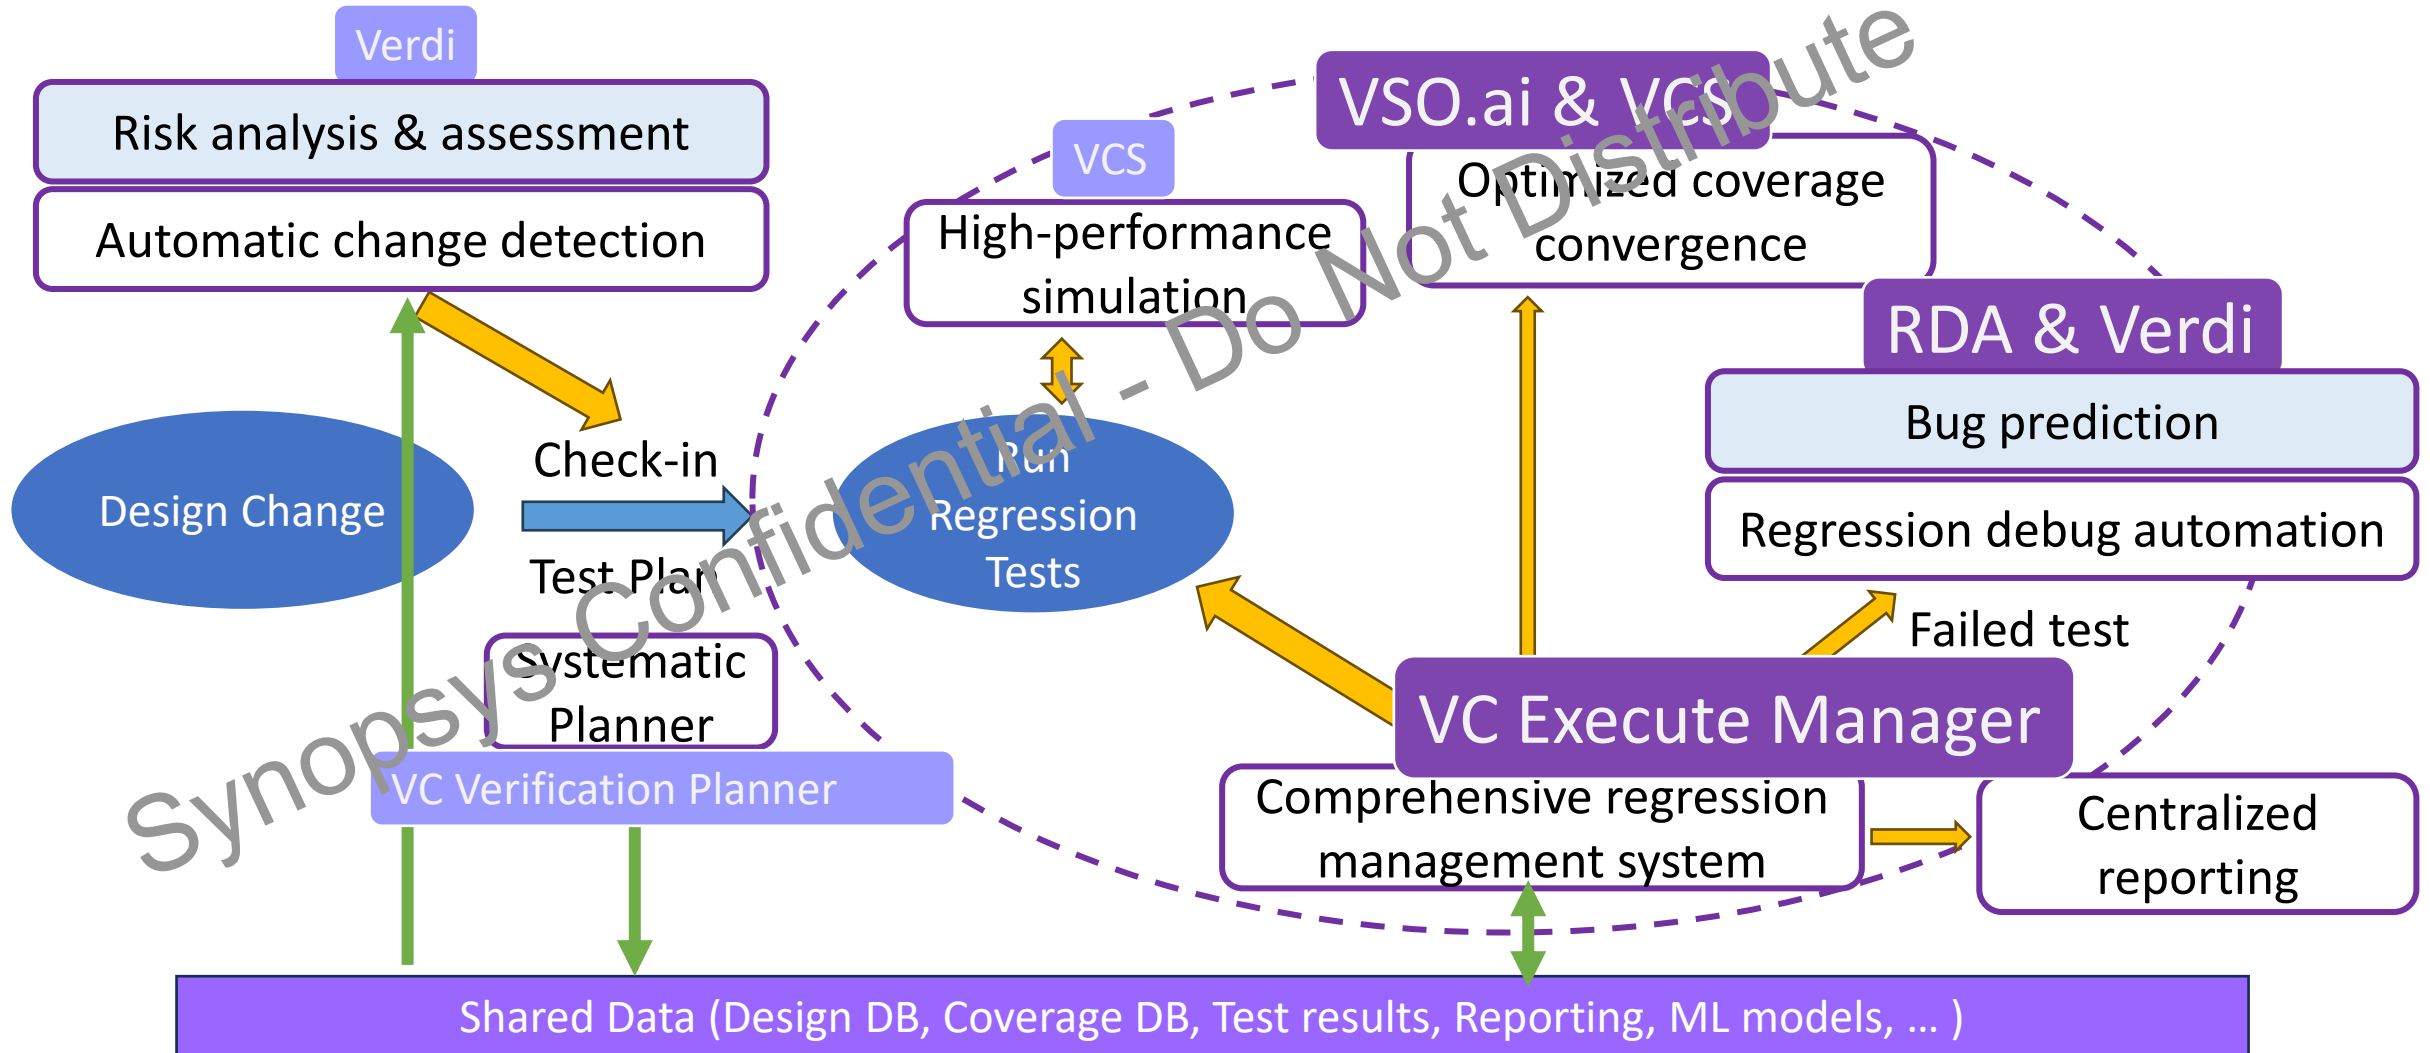 Verdi
Risk analysis & assessment
Automatic change detection
Design Change
Check-in
Test Plan
Systematic
Planner
VC Verification Planner
VCS
High-performance
simulation
Run
Regression
Tests
VSO.ai & VCS
Optimized coverage
convergence
RDA & Verdi
Bug prediction
Regression debug automation
Failed test
VC Execute Manager
Comprehensive regression
management system
Centralized
reporting
Shared Data (Design DB, Coverage DB, Test results, Reporting, ML models, ... )
Synopsys Confidential - Do Not Distribute